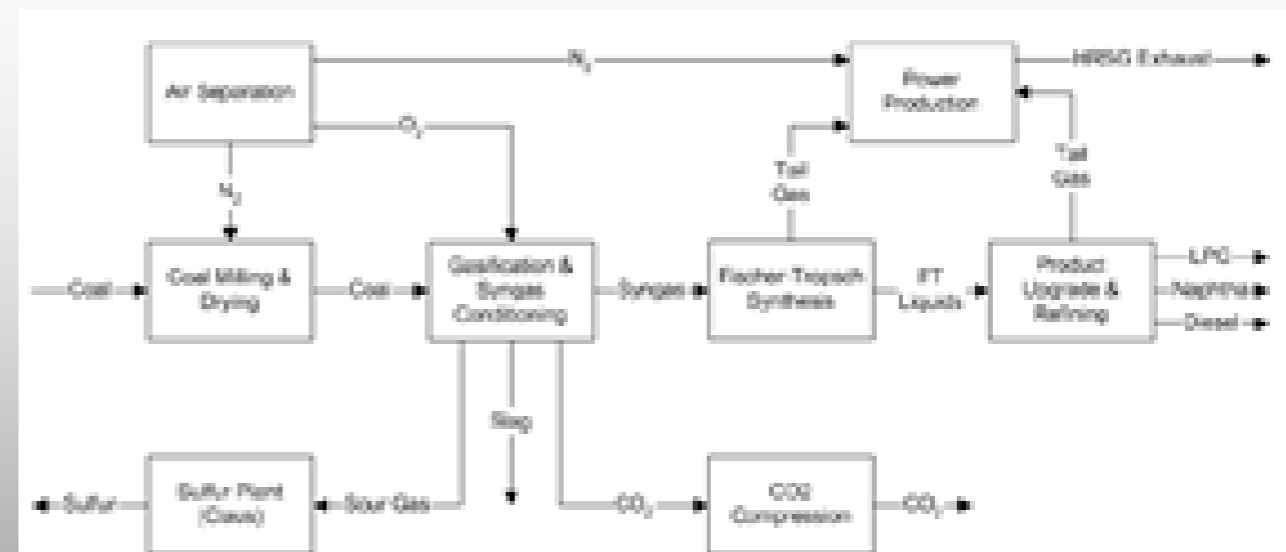 Air Separation
N₂
HRSG Exhaust
Power
Production
O₂
Tail
Gas
Tail
Gas
N₂
Coal
Coal Milling &
Drying
Coal
Gasification &
Syngas
Conditioning
Syngas
Fischer Tropsch
Synthesis
FT
Liquids
Product
Upgrade &
Refining
LPG
Naphtha
Diesel
Slag
Sulfur
Sulfur Plant
(Claus)
Sour Gas
CO₂
CO2
Compression
CO₂